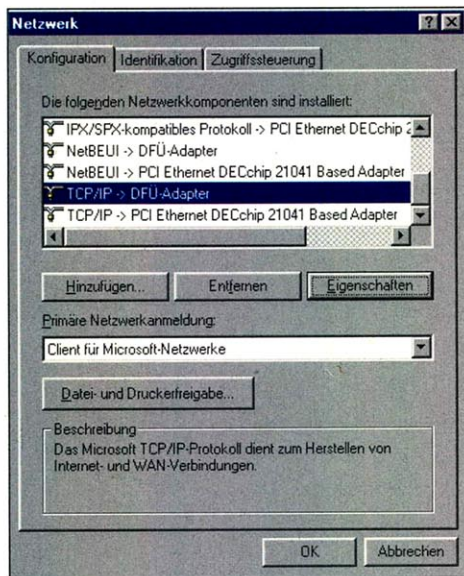 Netzwerk
Konfiguration
Identifikation
Zugriffssteuerung
Die folgenden Netzwerkkomponenten sind installiert:
IPX/SPX-kompatibles Protokoll -> PCI Ethernet DECchip 2
NetBEUI -> DFÜ-Adapter
NetBEUI -> PCI Ethernet DECchip 21041 Based Adapter
TCP/IP -> DFÜ-Adapter
TCP/IP -> PCI Ethernet DECchip 21041 Based Adapter
Hinzufügen...
Entfernen
Eigenschaften
Primäre Netzwerkanmeldung:
Client für Microsoft-Netzwerke
Datei- und Druckerfreigabe...
Beschreibung
Das Microsoft TCP/IP-Protokoll dient zum Herstellen von
Internet- und WAN-Verbindungen.
OK
Abbrechen